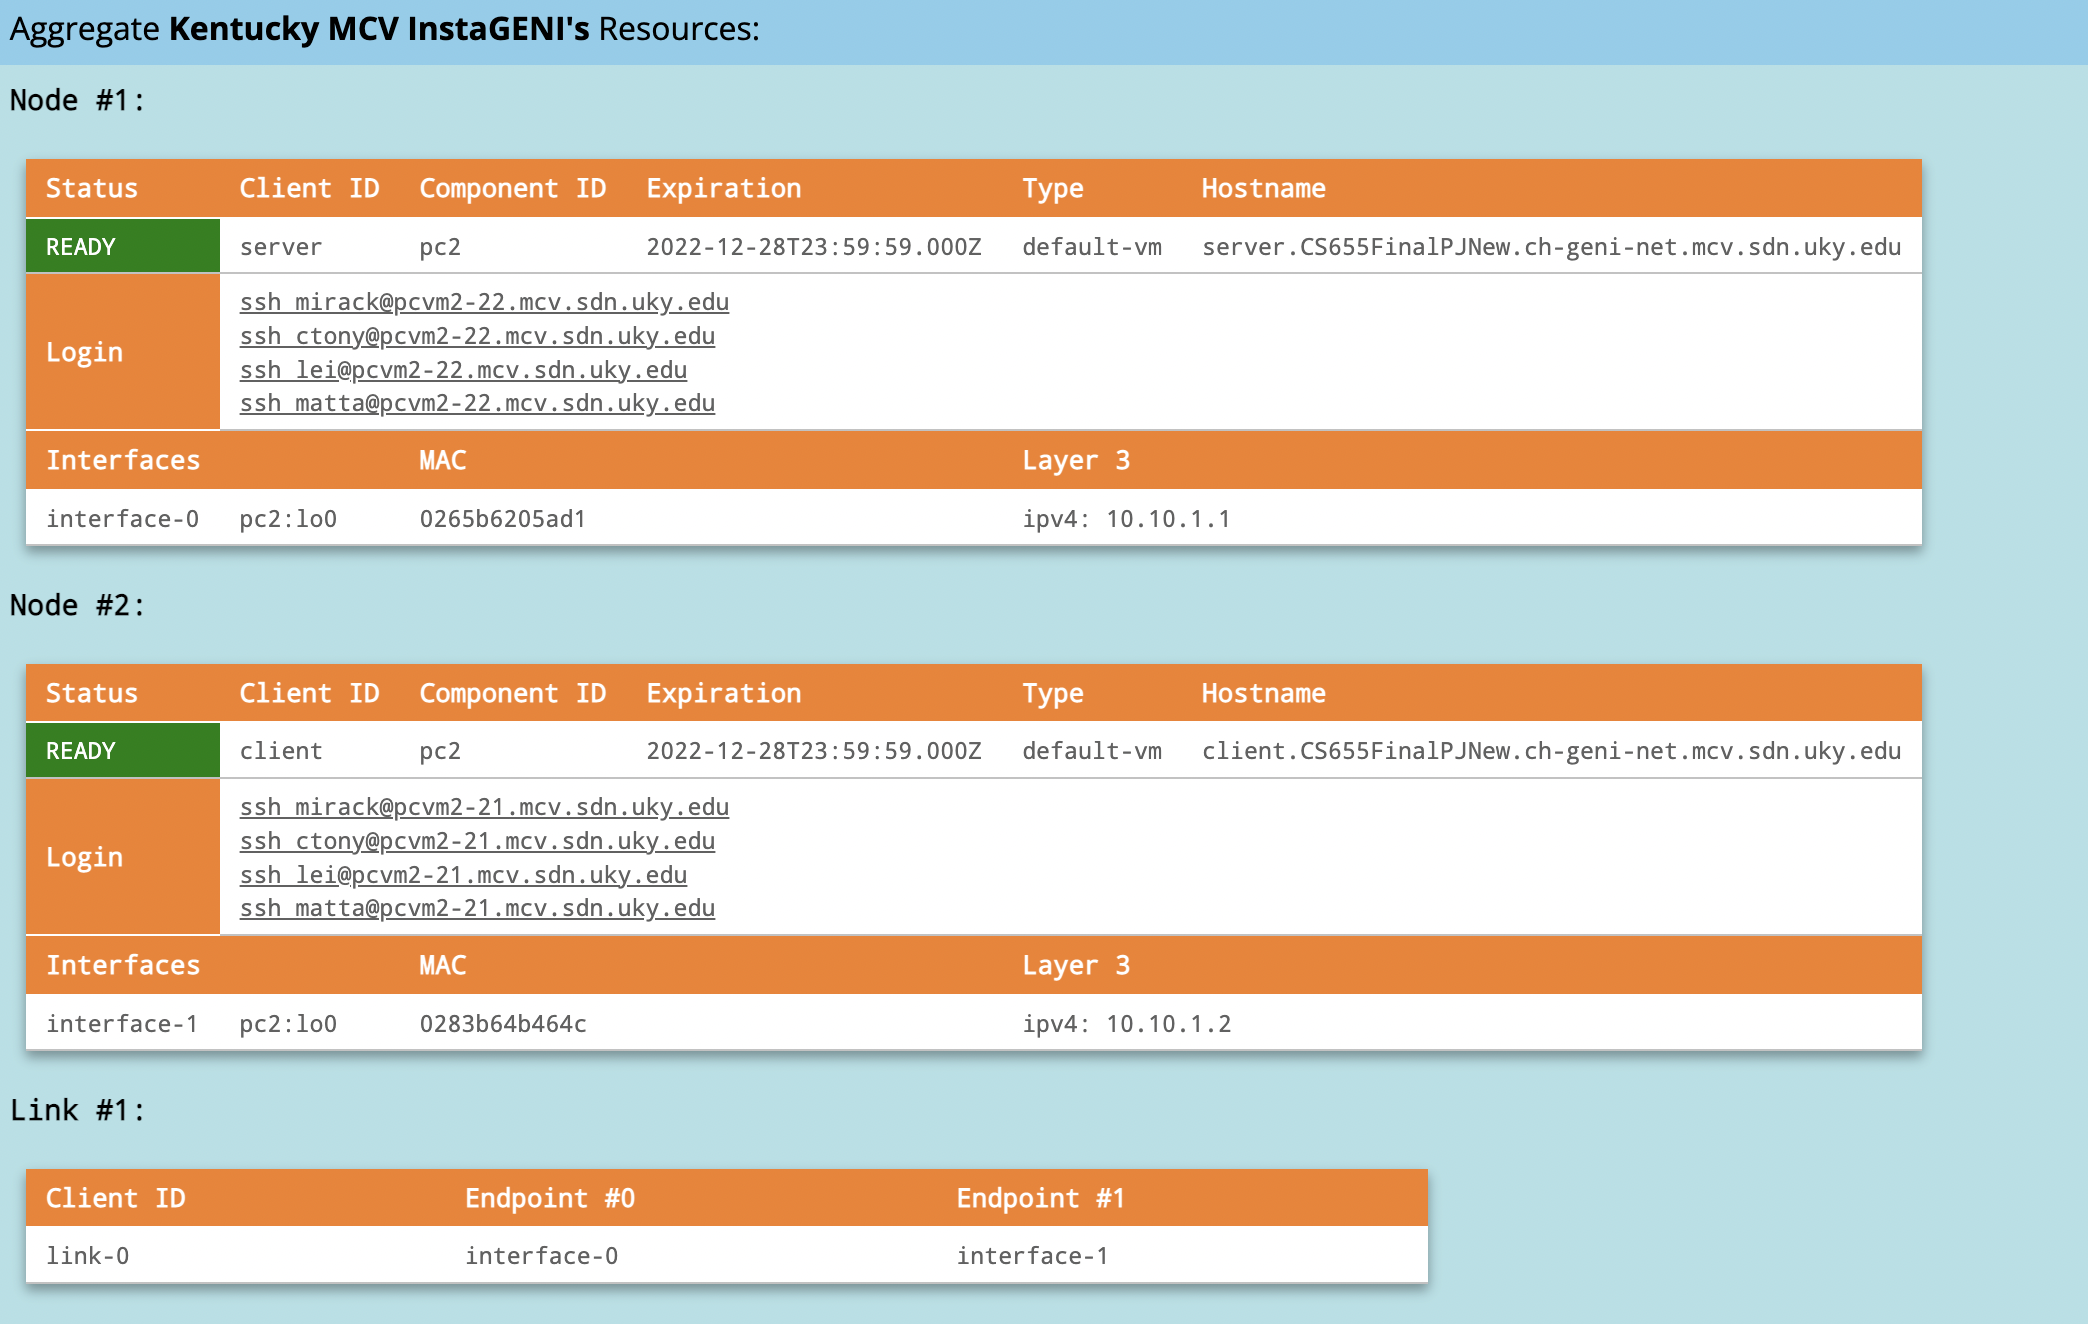 Aggregate Kentucky MCV InstaGENI's Resources:
Node #1:
Status Client ID Component ID Expiration Type Hostname
READY server pc2 2022-12-28T23:59:59.000Z default-vm server.CS655FinalPJNew.ch-geni-net.mcv.sdn.uky.edu
Login
ssh mirack@pcvm2-22.mcv.sdn.uky.edu
ssh ctony@pcvm2-22.mcv.sdn.uky.edu
ssh lei@pcvm2-22.mcv.sdn.uky.edu
ssh matta@pcvm2-22.mcv.sdn.uky.edu
Interfaces MAC Layer 3
interface-0 pc2:lo0 0265b6205ad1 ipv4: 10.10.1.1
Node #2:
Status Client ID Component ID Expiration Type Hostname
READY client pc2 2022-12-28T23:59:59.000Z default-vm client.CS655FinalPJNew.ch-geni-net.mcv.sdn.uky.edu
Login
ssh mirack@pcvm2-21.mcv.sdn.uky.edu
ssh ctony@pcvm2-21.mcv.sdn.uky.edu
ssh lei@pcvm2-21.mcv.sdn.uky.edu
ssh matta@pcvm2-21.mcv.sdn.uky.edu
Interfaces MAC Layer 3
interface-1 pc2:lo0 0283b64b464c ipv4: 10.10.1.2
Link #1:
Client ID Endpoint #0 Endpoint #1
link-0 interface-0 interface-1